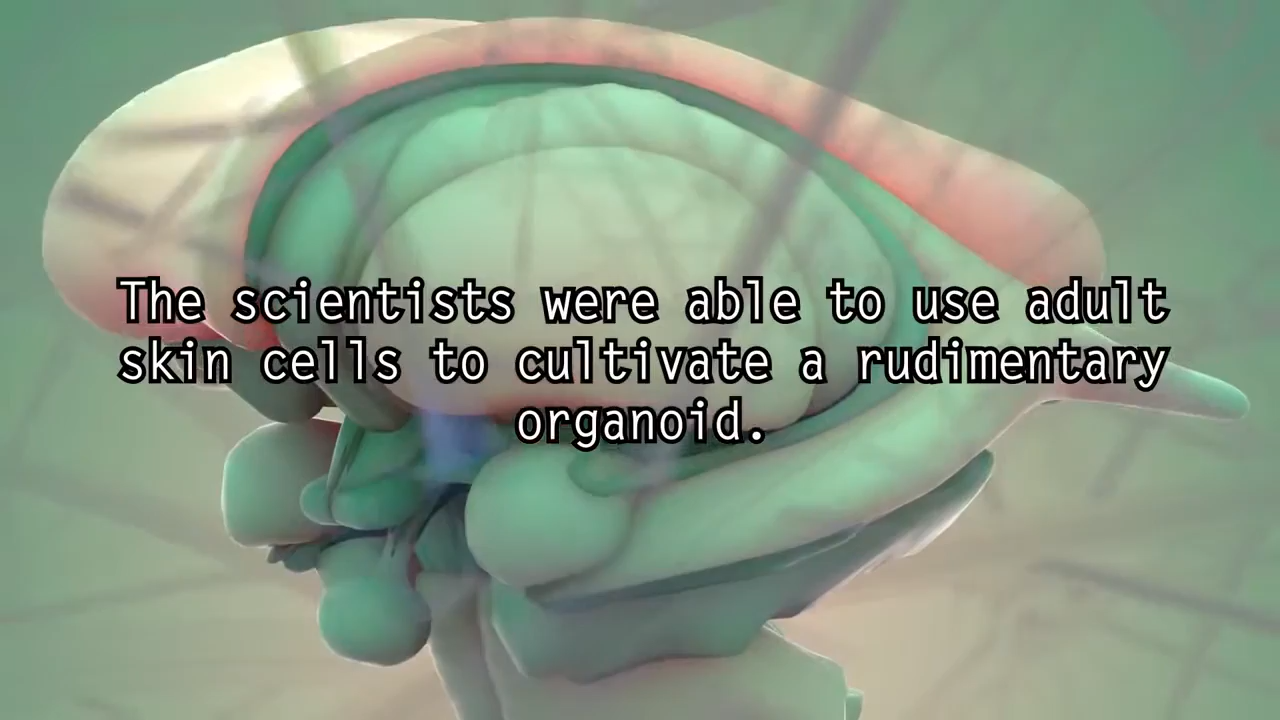 The scientists were able to use adult
skin cells to cultivate a rudimentary
organoid.